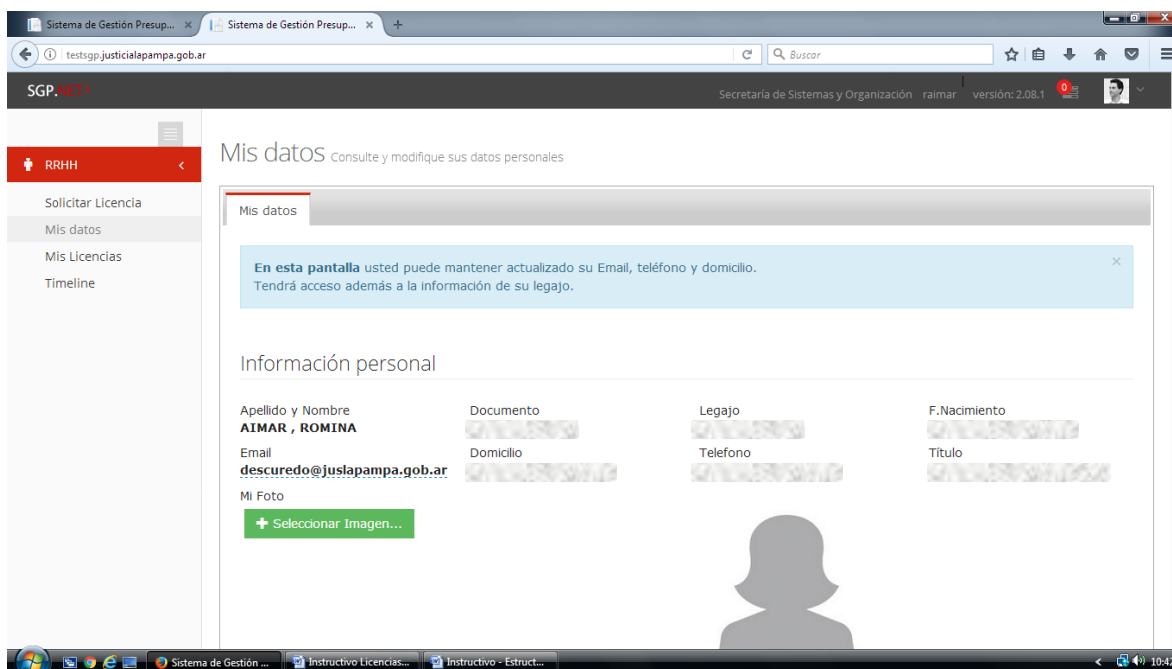 Sistema de Gestión Presup... × Sistema de Gestión Presup... × +
testsgp.justicialapampa.gob.ar Buscar
SGP. Secretaría de Sistemas y Organización raimar versión: 2.08.1 0
RRHH
Solicitar Licencia
Mis datos
Mis Licencias
Timeline
Mis datos Consulte y modifique sus datos personales
Mis datos
En esta pantalla usted puede mantener actualizado su Email, teléfono y domicilio. ×
Tendrá acceso además a la información de su legajo.
Información personal
Apellido y Nombre Documento Legajo F.Nacimiento
AIMAR , ROMINA
Email Domicilio Telefono Título
descuredo@juslapampa.gob.ar
Mi Foto
+ Seleccionar Imagen...
Sistema de Gestión ... Instructivo Licencias... Instructivo - Estruct... 10:42